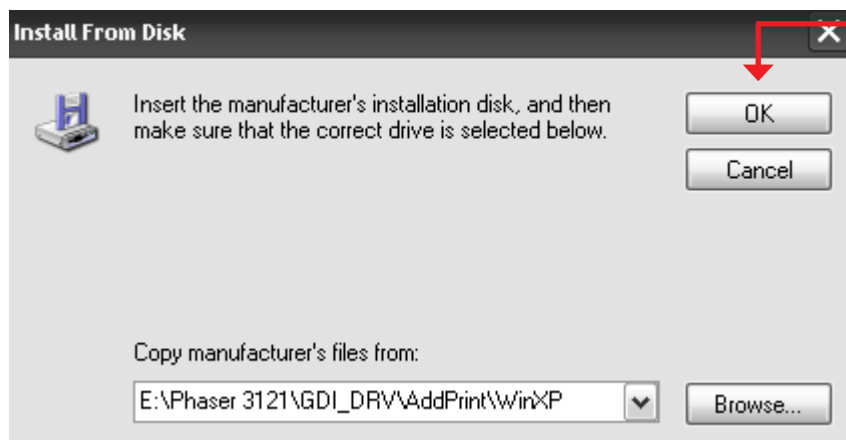 Install From Disk
Insert the manufacturer's installation disk, and then
make sure that the correct drive is selected below.
OK
Cancel
Copy manufacturer's files from:
E:\Phaser 3121\GDI_DRV\AddPrint\WinXP
Browse...